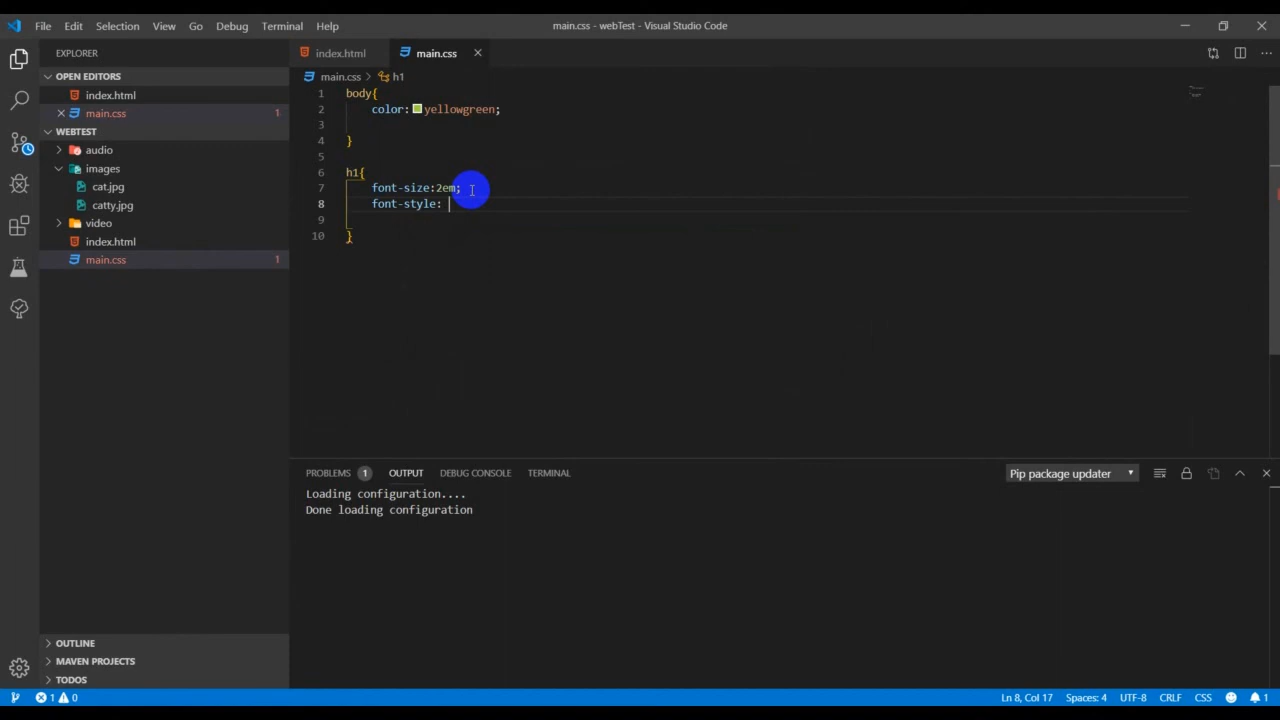 File Edit Selection View Go Debug Terminal Help
main.css - webTest - Visual Studio Code
EXPLORER
OPEN EDITORS
index.html
main.css 1
WEBTEST
audio
images
cat.jpg
catty.jpg
video
index.html
main.css 1
OUTLINE
MAVEN PROJECTS
TODOS
index.html main.css
main.css > h1
1 body{
2 color: yellowgreen;
3
4 }
5
6 h1{
7 font-size:2em;
8 font-style:
9
10 }
PROBLEMS 1 OUTPUT DEBUG CONSOLE TERMINAL
Pip package updater
Loading configuration....
Done loading configuration
1 0
Ln 8, Col 17 Spaces: 4 UTF-8 CRLF CSS 1